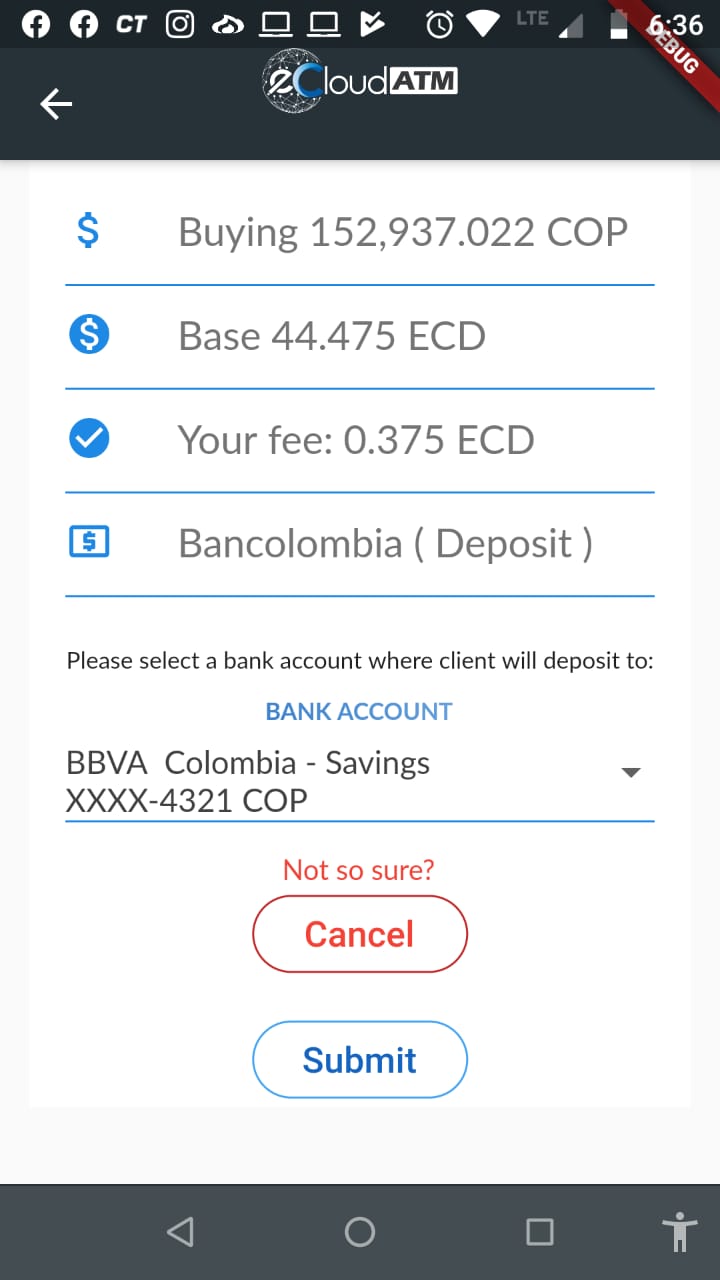 CT
LTE
6:36
DEBUG
eCloudATM
Buying 152,937.022 COP
Base 44.475 ECD
Your fee: 0.375 ECD
Bancolombia ( Deposit )
Please select a bank account where client will deposit to:
BANK ACCOUNT
BBVA  Colombia - Savings
XXXX-4321 COP
Not so sure?
Cancel
Submit